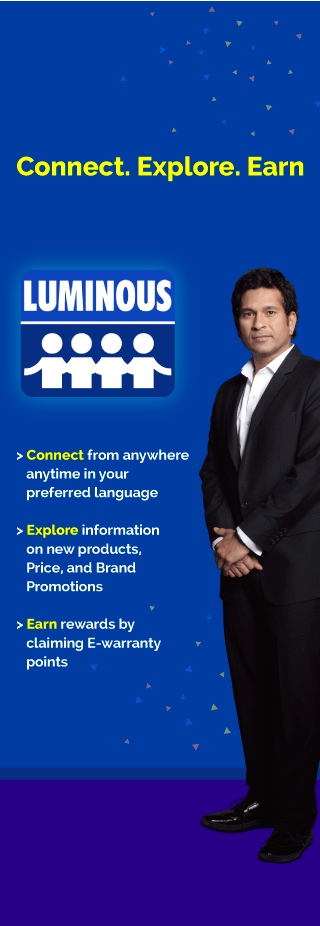 Connect. Explore. Earn
LUMINOUS
> Connect from anywhere
anytime in your
preferred language
> Explore information
on new products,
Price, and Brand
Promotions
> Earn rewards by
claiming E-warranty
points